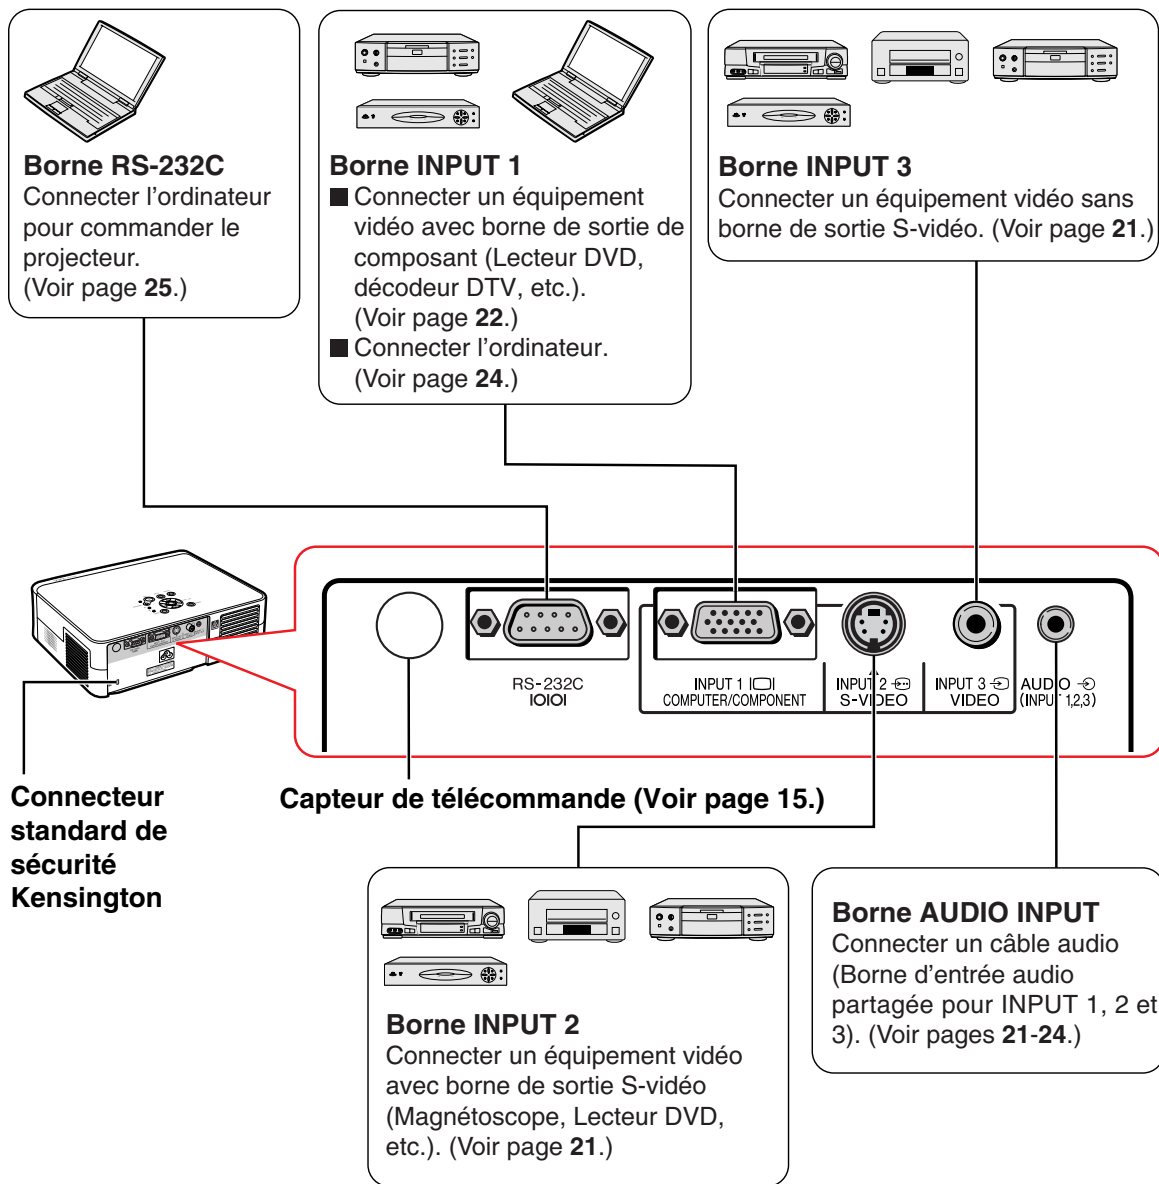 Borne RS-232C
Connecter l'ordinateur
pour commander le
projecteur.
(Voir page 25.)
Borne INPUT 1
■ Connecter un équipement
vidéo avec borne de sortie de
composant (Lecteur DVD,
décodeur DTV, etc.).
(Voir page 22.)
■ Connecter l'ordinateur.
(Voir page 24.)
Borne INPUT 3
Connecter un équipement vidéo sans
borne de sortie S-vidéo. (Voir page 21.)
RS-232C
INPUT 1
COMPUTER/COMPONENT
INPUT 2
S-VIDEO
INPUT 3
VIDEO
AUDIO
(INPUT 1,2,3)
Connecteur
standard de
sécurité
Kensington
Capteur de télécommande (Voir page 15.)
Borne INPUT 2
Connecter un équipement vidéo
avec borne de sortie S-vidéo
(Magnétoscope, Lecteur DVD,
etc.). (Voir page 21.)
Borne AUDIO INPUT
Connecter un câble audio
(Borne d'entrée audio
partagée pour INPUT 1, 2 et
3). (Voir pages 21-24.)